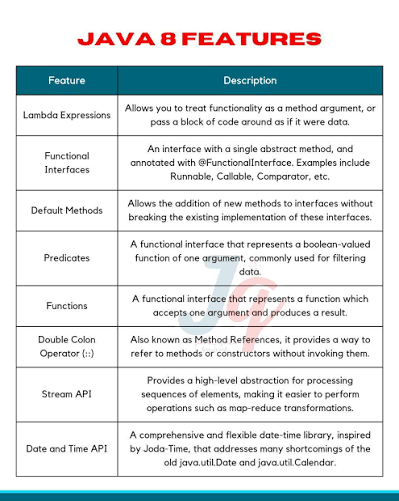 JAVA 8 FEATURES
Feature
Description
Lambda Expressions
Allows you to treat functionality as a method argument, or
pass a block of code around as if it were data.
Functional
Interfaces
An interface with a single abstract method, and
annotated with @FunctionalInterface. Examples include
Runnable, Callable, Comparator, etc.
Default Methods
Allows the addition of new methods to interfaces without
breaking the existing implementation of these interfaces.
Predicates
A functional interface that represents a boolean-valued
function of one argument, commonly used for filtering
data.
Functions
A functional interface that represents a function which
accepts one argument and produces a result.
Double Colon
Operator (::)
Also known as Method References, it provides a way to
refer to methods or constructors without invoking them.
Stream API
Provides a high-level abstraction for processing
sequences of elements, making it easier to perform
operations such as map-reduce transformations.
Date and Time API
A comprehensive and flexible date-time library, inspired
by Joda-Time, that addresses many shortcomings of the
old java.util.Date and java.util.Calendar.
Jq